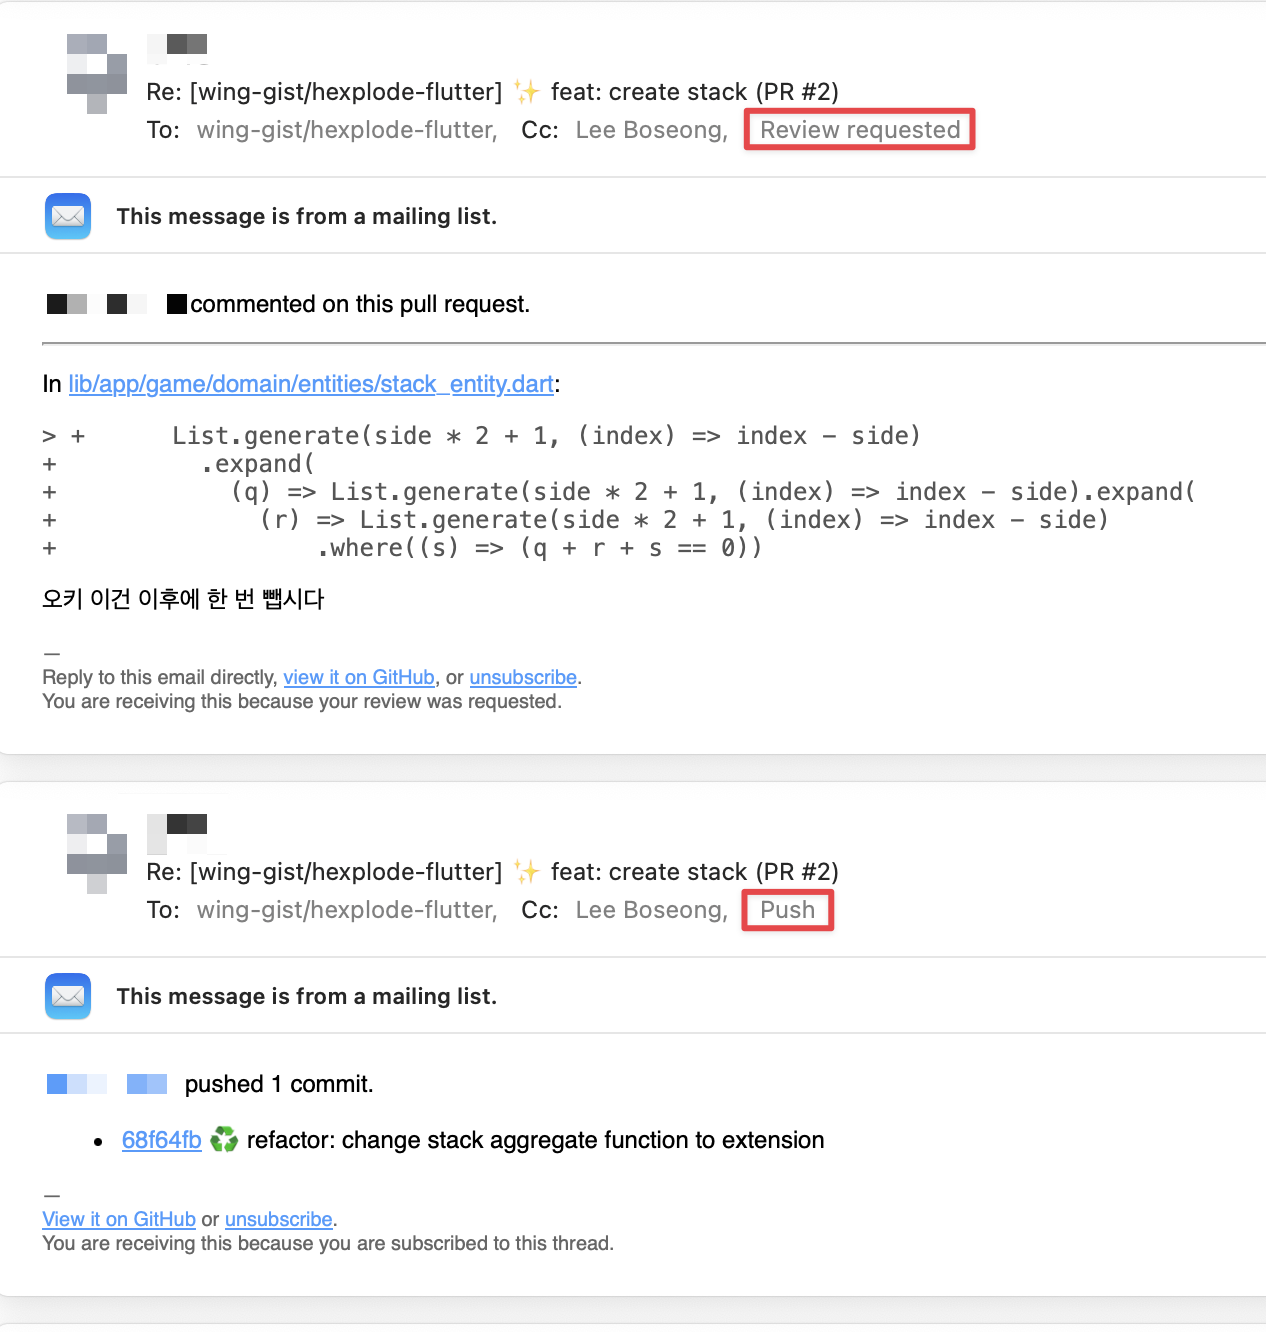 Re: [wing-gist/hexplode-flutter] ✨ feat: create stack (PR #2)
To: wing-gist/hexplode-flutter, Cc: Lee Boseong, Review requested
This message is from a mailing list.
commented on this pull request.
In lib/app/game/domain/entities/stack_entity.dart:
> +      List.generate(side * 2 + 1, (index) => index - side)
+          .expand(
+            (q) => List.generate(side * 2 + 1, (index) => index - side).expand(
+              (r) => List.generate(side * 2 + 1, (index) => index - side)
+                  .where((s) => (q + r + s == 0))
오키 이건 이후에 한 번 뺍시다
—
Reply to this email directly, view it on GitHub, or unsubscribe.
You are receiving this because your review was requested.
Re: [wing-gist/hexplode-flutter] ✨ feat: create stack (PR #2)
To: wing-gist/hexplode-flutter, Cc: Lee Boseong, Push
This message is from a mailing list.
pushed 1 commit.
• 68f64fb ♻️ refactor: change stack aggregate function to extension
—
View it on GitHub or unsubscribe.
You are receiving this because you are subscribed to this thread.